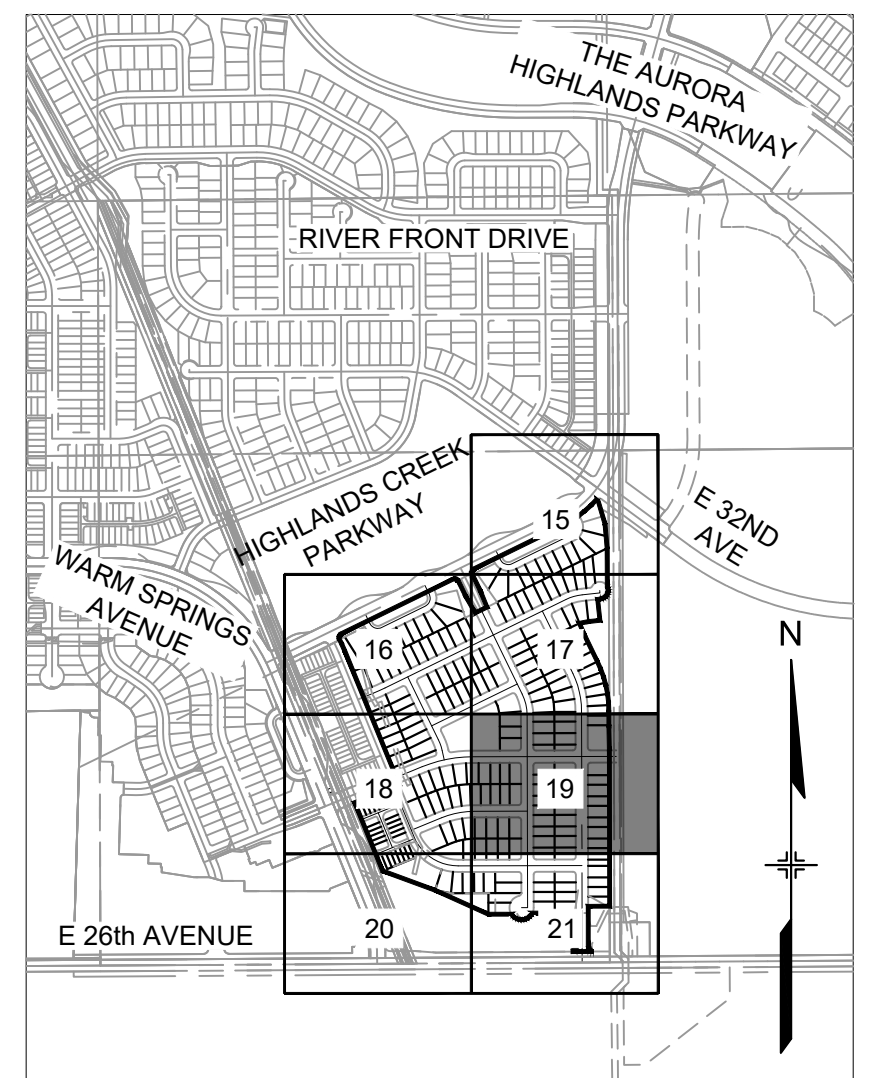 THE AURORA
HIGHLANDS PARKWAY
RIVER FRONT DRIVE
HIGHLANDS CREEK
PARKWAY
E 32ND
AVE
15
WARM SPRINGS
AVENUE
N
16
17
18
19
E 26th AVENUE
20
21